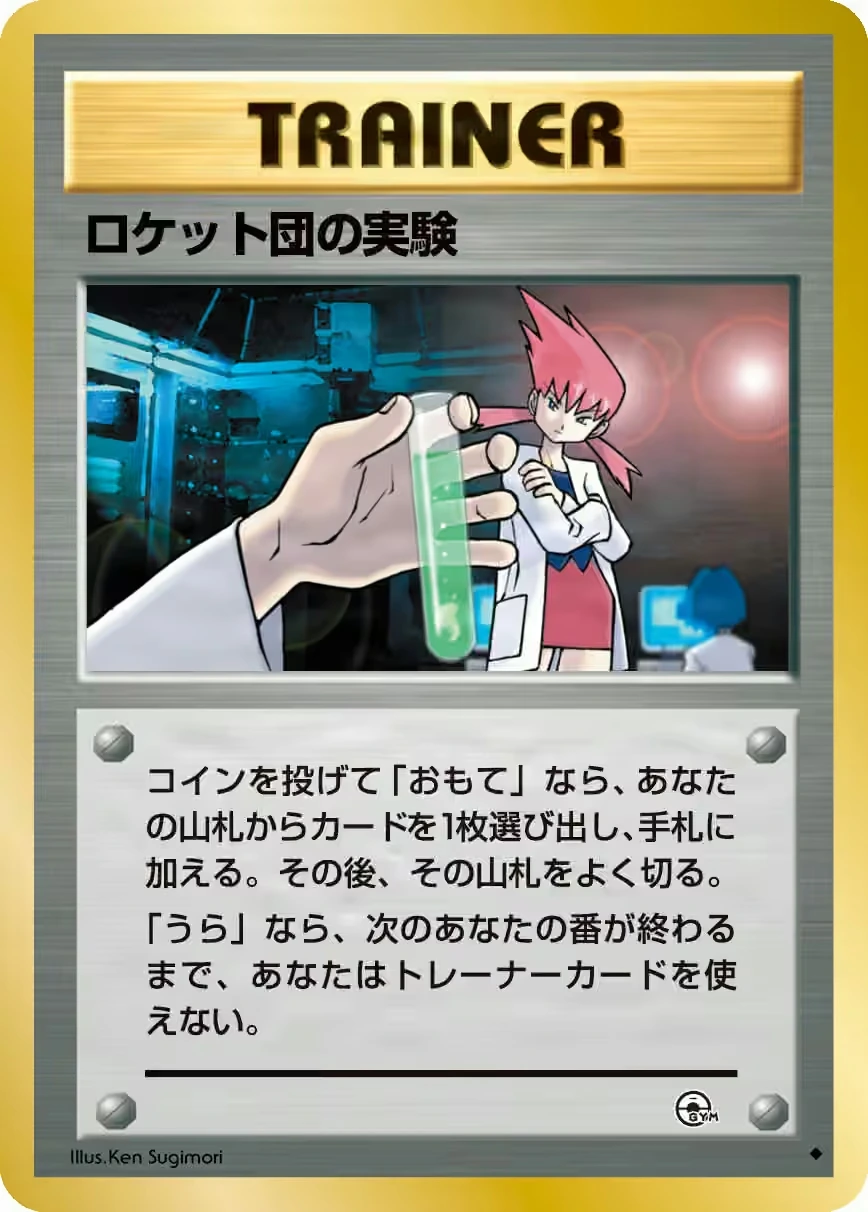 TRAINER
ロケット団の実験
コインを投げて「おもて」なら、あなた
の山札からカードを1枚選び出し、手札に
加える。その後、その山札をよく切る。
「うら」なら、次のあなたの番が終わる
まで、あなたはトレーナーカードを使
えない。
GYM
Illus.Ken Sugimori